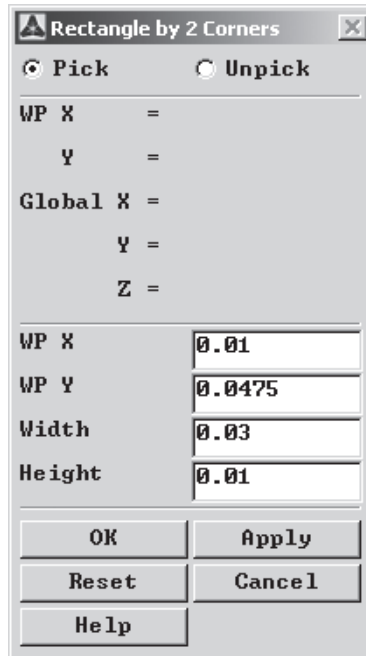 Rectangle by 2 Corners
Pick Unpick
WP X =
Y =
Global X =
Y =
Z =
WP X 0.01
WP Y 0.0475
Width 0.03
Height 0.01
OK Apply
Reset Cancel
Help